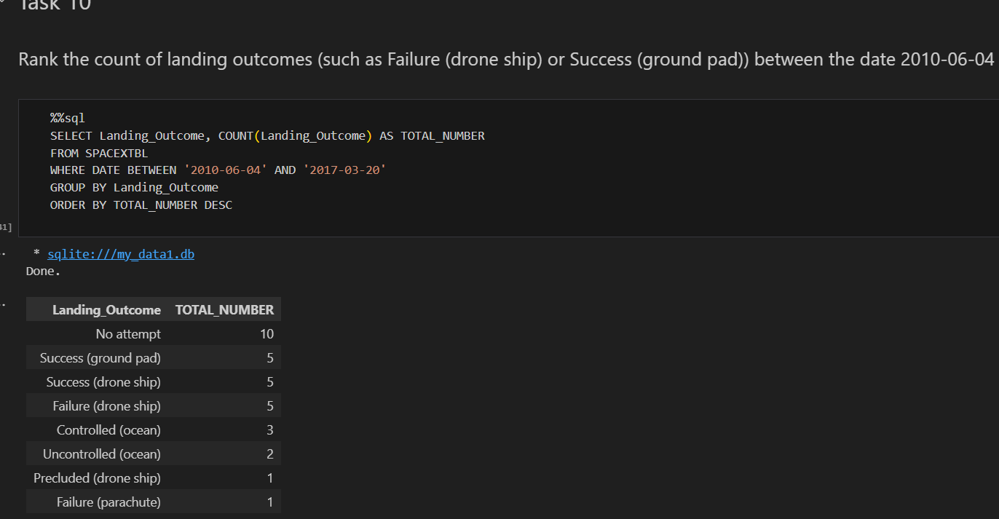 Task 10
Rank the count of landing outcomes (such as Failure (drone ship) or Success (ground pad)) between the date 2010-06-04
%%sql
SELECT Landing_Outcome, COUNT(Landing_Outcome) AS TOTAL_NUMBER
FROM SPACEXTBL
WHERE DATE BETWEEN '2010-06-04' AND '2017-03-20'
GROUP BY Landing_Outcome
ORDER BY TOTAL_NUMBER DESC
41]
* sqlite:///my_data1.db
Done.
Landing_Outcome TOTAL_NUMBER
No attempt 10
Success (ground pad) 5
Success (drone ship) 5
Failure (drone ship) 5
Controlled (ocean) 3
Uncontrolled (ocean) 2
Precluded (drone ship) 1
Failure (parachute) 1